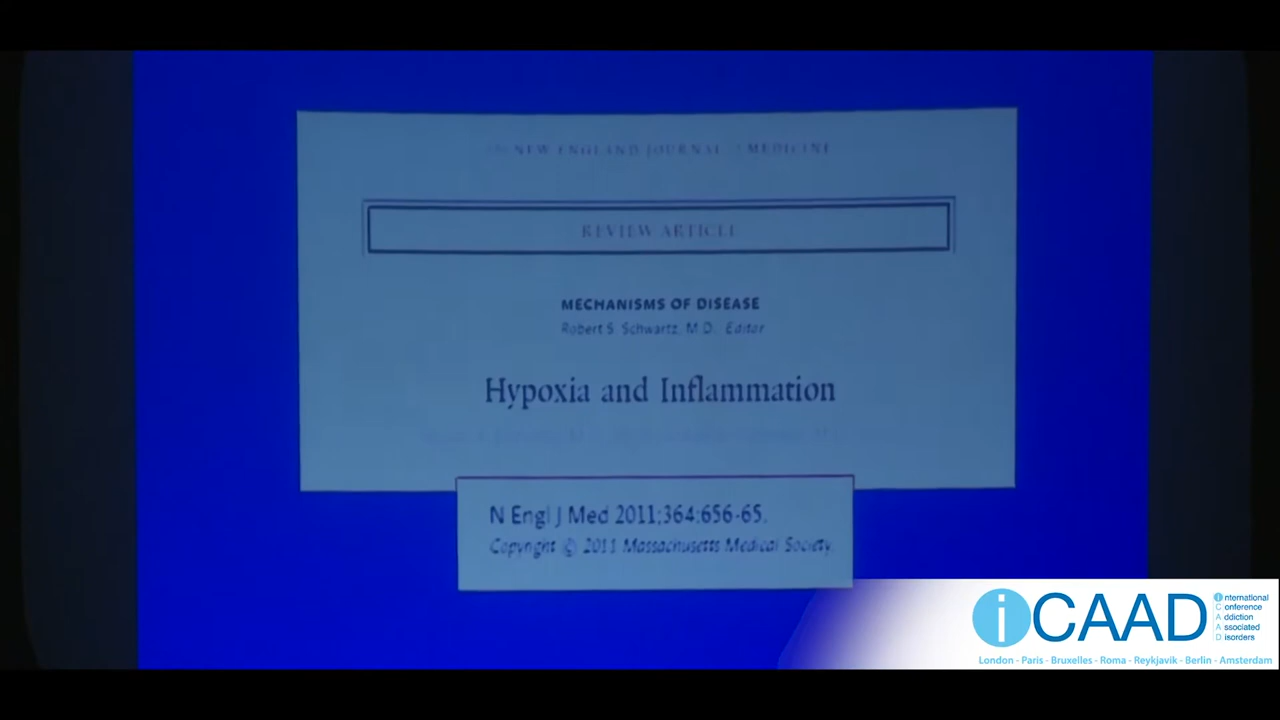 NEW ENGLAND JOURNAL MEDICINE
REVIEW ARTICLE
MECHANISMS OF DISEASE
Robert S. Schwartz, M.D., Editor
Hypoxia and Inflammation
N Engl J Med 2011;364:656-65.
Copyright © 2011 Massachusetts Medical Society.
iCAAD
international
Conference
Addiction
Associated
Disorders
London - Paris - Bruxelles - Roma - Reykjavik - Berlin - Amsterdam